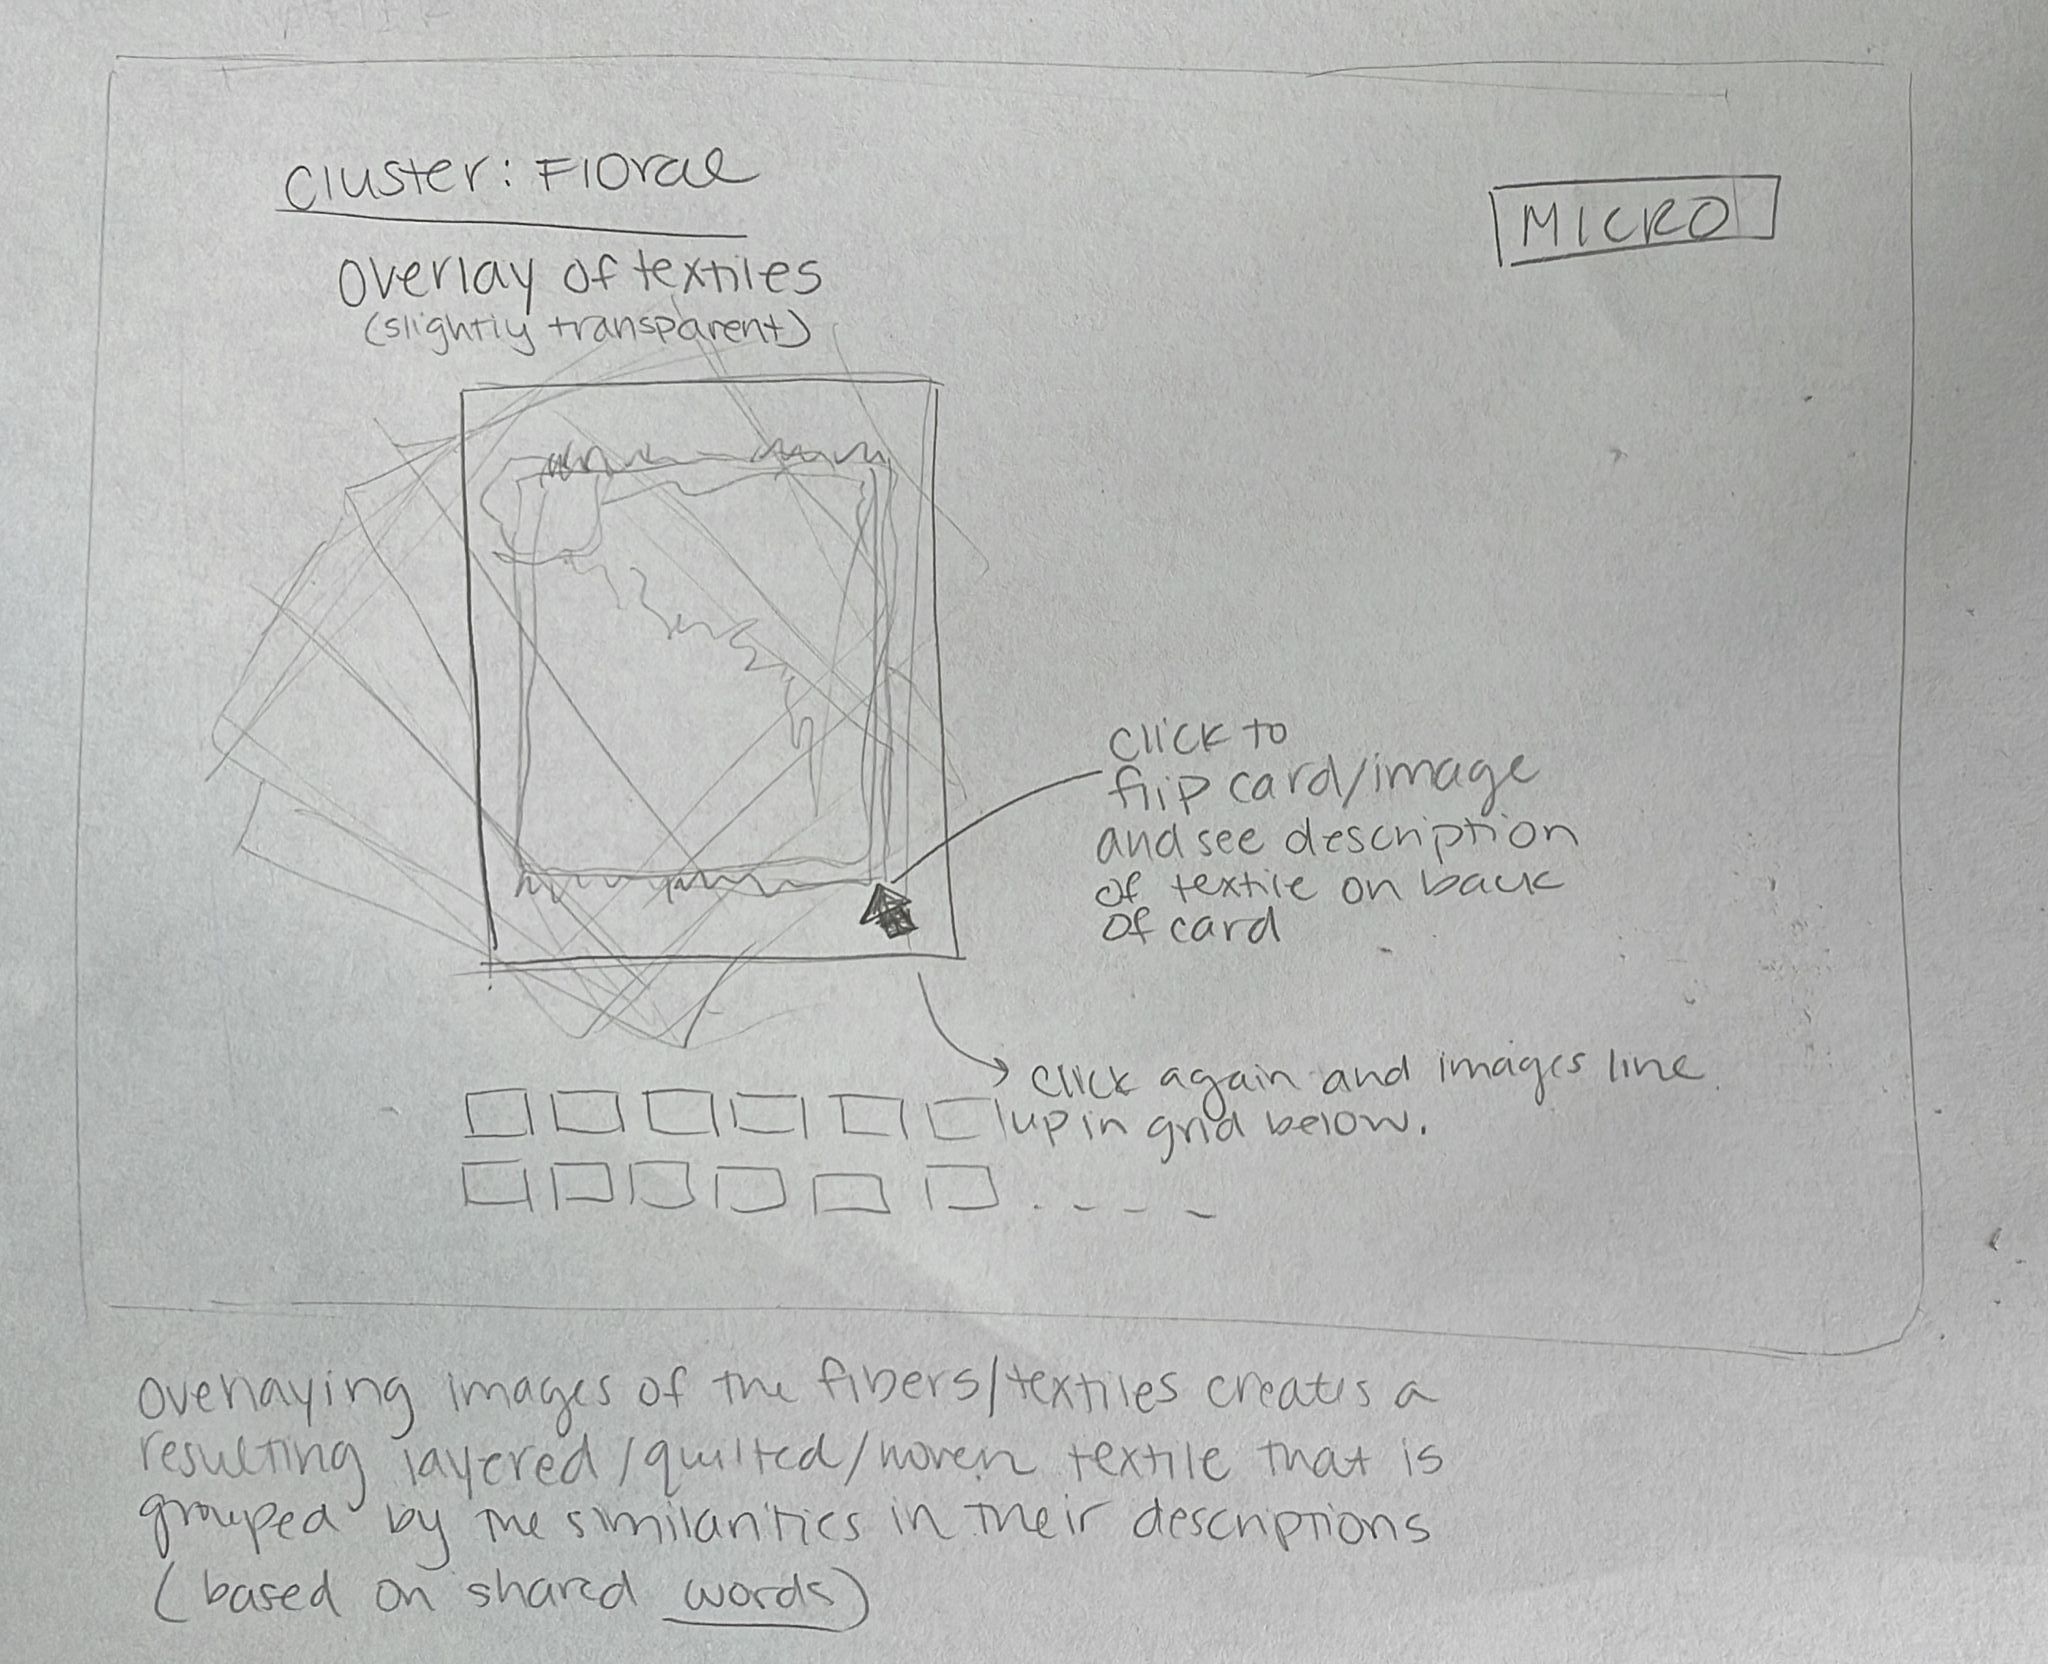 Cluster: Floral
MICRO
overlay of textiles
(slightly transparent)
click to
flip card/image
and see description
of textile on back
of card
click again and images line
up in grid below.
overlaying images of the fibers/textiles creates a
resulting layered/quilted/woven textile that is
grouped by the similarities in their descriptions
(based on shared words)